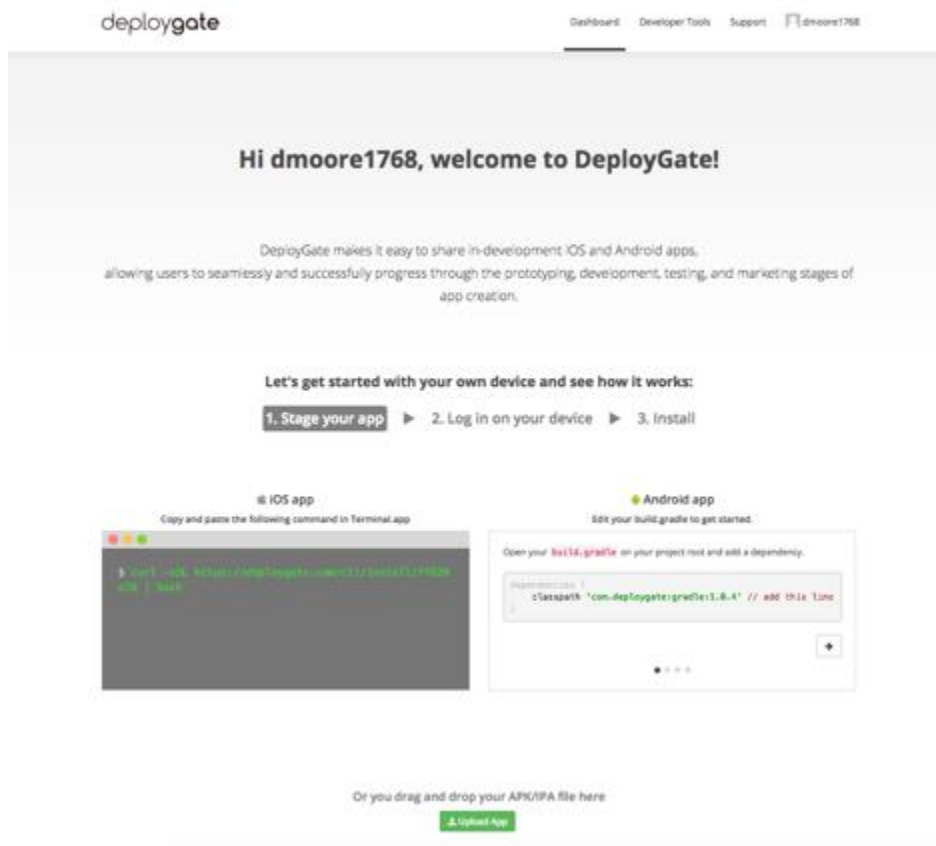 deploygate
Dashboard Developer Tools Support dmoore1768
Hi dmoore1768, welcome to DeployGate!
DeployGate makes it easy to share in-development iOS and Android apps,
allowing users to seamlessly and successfully progress through the prototyping, development, testing, and marketing stages of
app creation.
Let's get started with your own device and see how it works:
1. Stage your app 2. Log in on your device 3. Install
iOS app
Copy and paste the following command in Terminal.app
$ curl -sSL
| bash
Android app
Edit your build.gradle to get started.
Open your build.gradle on your project root and add a dependency.
dependencies {
classpath 'com.deploygate:gradle:1.0.4' // add this line
}
Or you drag and drop your APK/IPA file here
Upload App